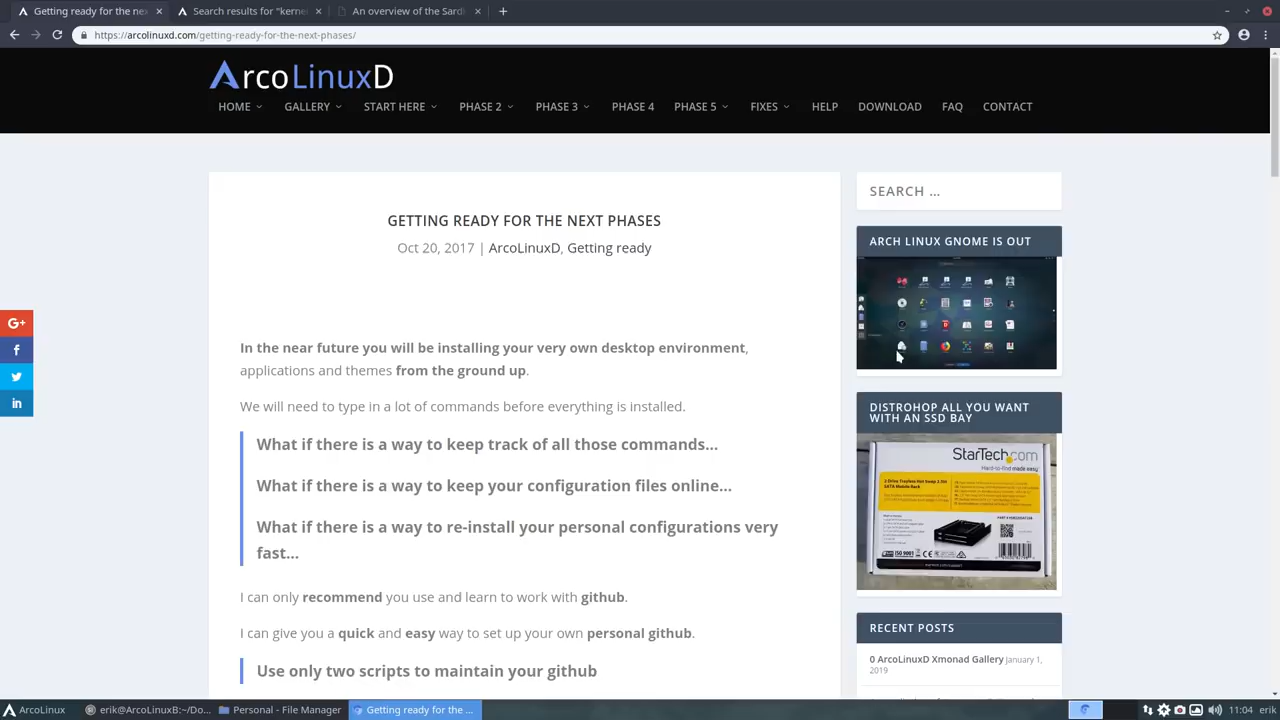 Getting ready for the nex
Search results for "kerne
An overview of the Sard
https://arcolinuxd.com/getting-ready-for-the-next-phases/
ArcoLinuxD
HOME GALLERY START HERE PHASE 2 PHASE 3 PHASE 4 PHASE 5 FIXES HELP DOWNLOAD FAQ CONTACT
GETTING READY FOR THE NEXT PHASES
Oct 20, 2017 | ArcoLinuxD, Getting ready
In the near future you will be installing your very own desktop environment,
applications and themes from the ground up.
We will need to type in a lot of commands before everything is installed.
What if there is a way to keep track of all those commands...
What if there is a way to keep your configuration files online...
What if there is a way to re-install your personal configurations very
fast...
I can only recommend you use and learn to work with github.
I can give you a quick and easy way to set up your own personal github.
Use only two scripts to maintain your github
SEARCH ...
ARCH LINUX GNOME IS OUT
DISTROHOP ALL YOU WANT
WITH AN SSD BAY
StarTech.com
Hard-to-find made easy
RECENT POSTS
0 ArcoLinuxD Xmonad Gallery January 1,
2019
G+
f
in
ArcoLinux
erik@ArcoLinuxB:~/Do...
Personal - File Manager
Getting ready for the ...
11:04 erik